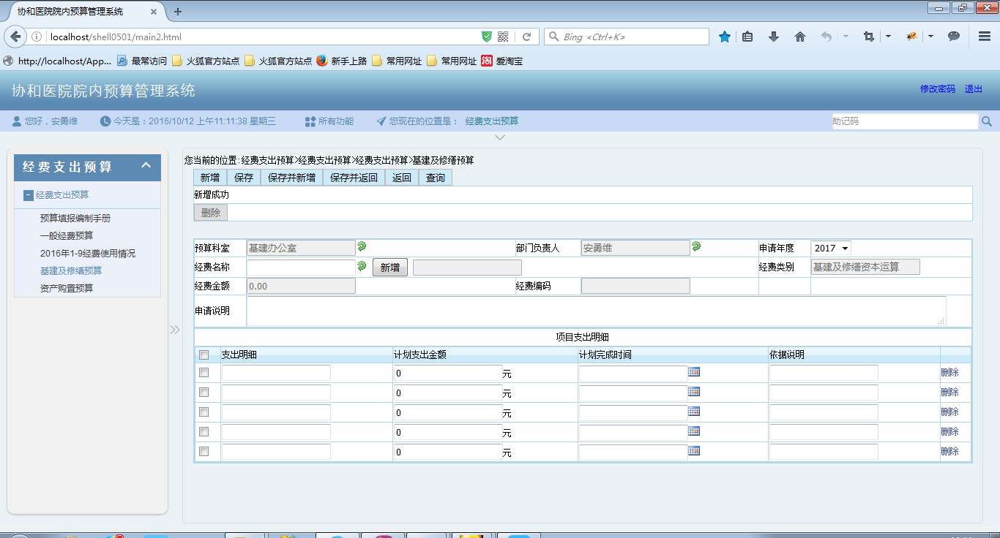 协和医院院内预算管理系统
localhost/shell0501/main2.html
Bing <Ctrl+K>
http://localhost/App... 最常访问 火狐官方站点 火狐官方站点 新手上路 常用网址 常用网址 淘 爱淘宝
协和医院院内预算管理系统
修改密码 退出
您好，安勇维 今天是：2016/10/12 上午11:11:38 星期三 所有功能 您现在的位置是： 经费支出预算 助记码
经费支出预算
经费支出预算
预算填报编制手册
一般经费预算
2016年1-9经费使用情况
基建及修缮预算
资产购置预算
您当前的位置:经费支出预算>经费支出预算>经费支出预算>基建及修缮预算
新增 保存 保存并新增 保存并返回 返回 查询
新增成功
删除
预算科室 基建办公室 部门负责人 安勇维 申请年度 2017
经费名称 新增 经费类别 基建及修缮资本运算
经费金额 0.00 经费编码
申请说明
项目支出明细
支出明细 计划支出金额 计划完成时间 依据说明
0 元 删除
0 元 删除
0 元 删除
0 元 删除
0 元 删除